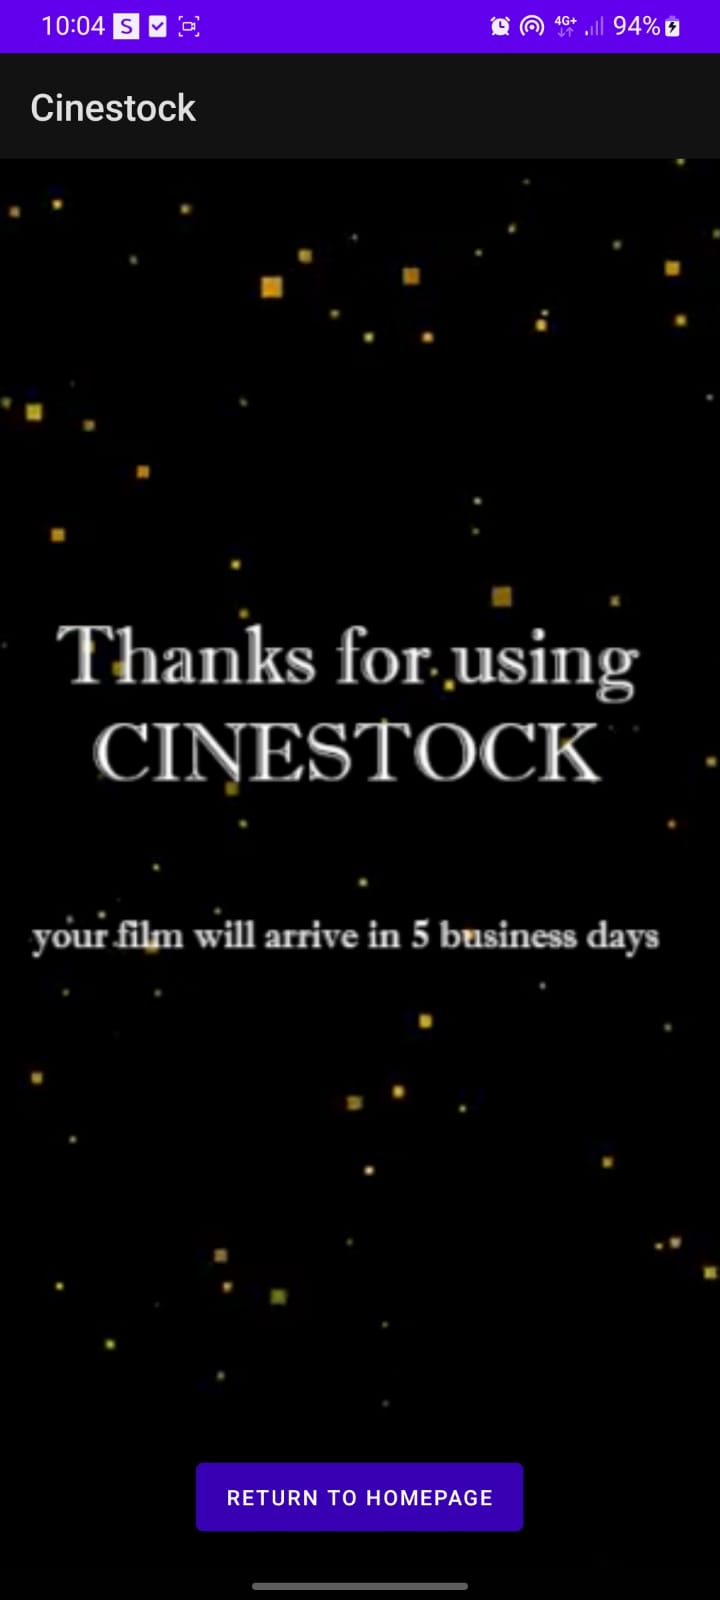 10:04 S 4G+ 94%
Cinestock
Thanks for using
CINESTOCK
your film will arrive in 5 business days
RETURN TO HOMEPAGE